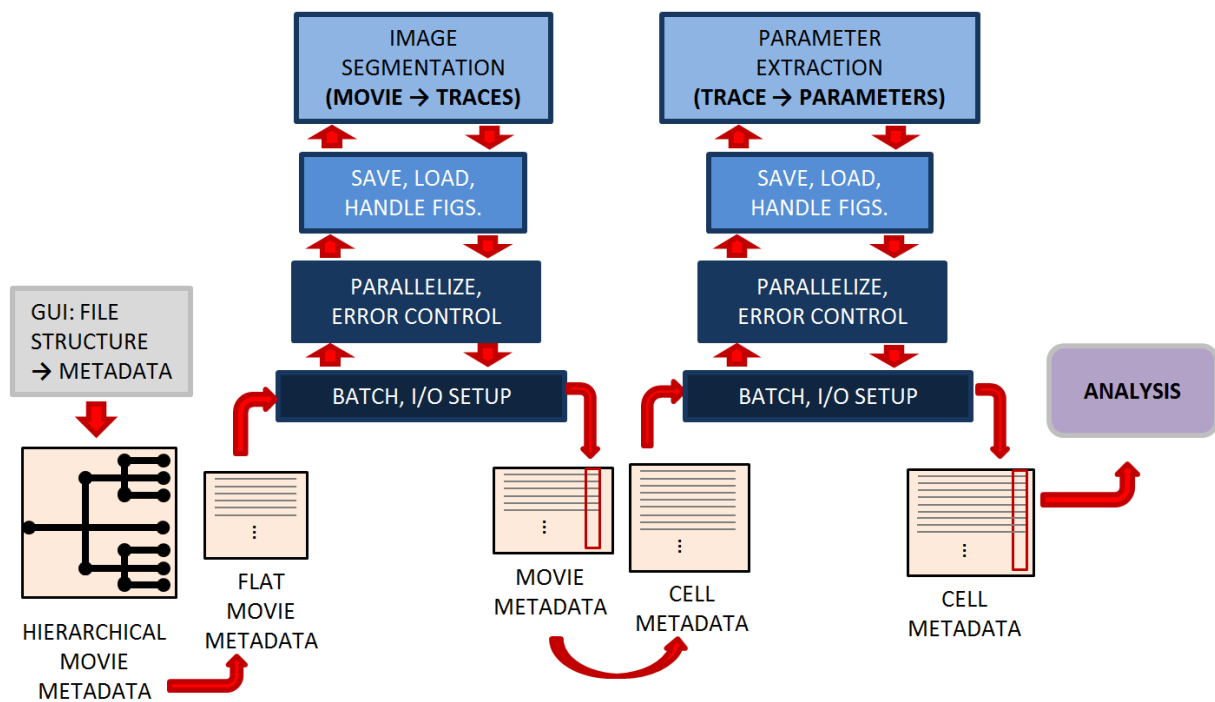 IMAGE
SEGMENTATION
(MOVIE → TRACES)
PARAMETER
EXTRACTION
(TRACE → PARAMETERS)
SAVE, LOAD,
HANDLE FIGS.
SAVE, LOAD,
HANDLE FIGS.
PARALLELIZE,
ERROR CONTROL
PARALLELIZE,
ERROR CONTROL
GUI: FILE
STRUCTURE
→ METADATA
BATCH, I/O SETUP
BATCH, I/O SETUP
ANALYSIS
HIERARCHICAL
MOVIE
METADATA
⋮
FLAT
MOVIE
METADATA
⋮
MOVIE
METADATA
⋮
CELL
METADATA
⋮
CELL
METADATA